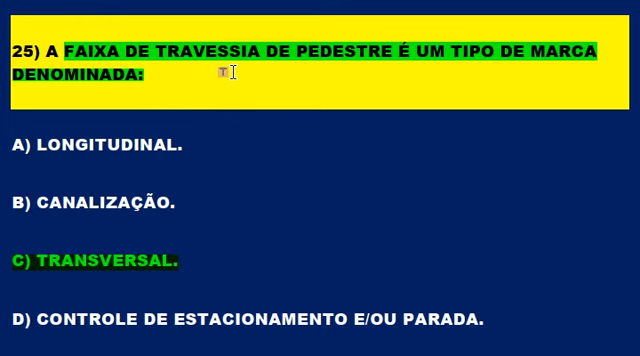 25) A FAIXA DE TRAVESSIA DE PEDESTRE É UM TIPO DE MARCA
DENOMINADA:
A) LONGITUDINAL.
B) CANALIZAÇÃO.
C) TRANSVERSAL.
D) CONTROLE DE ESTACIONAMENTO E/OU PARADA.